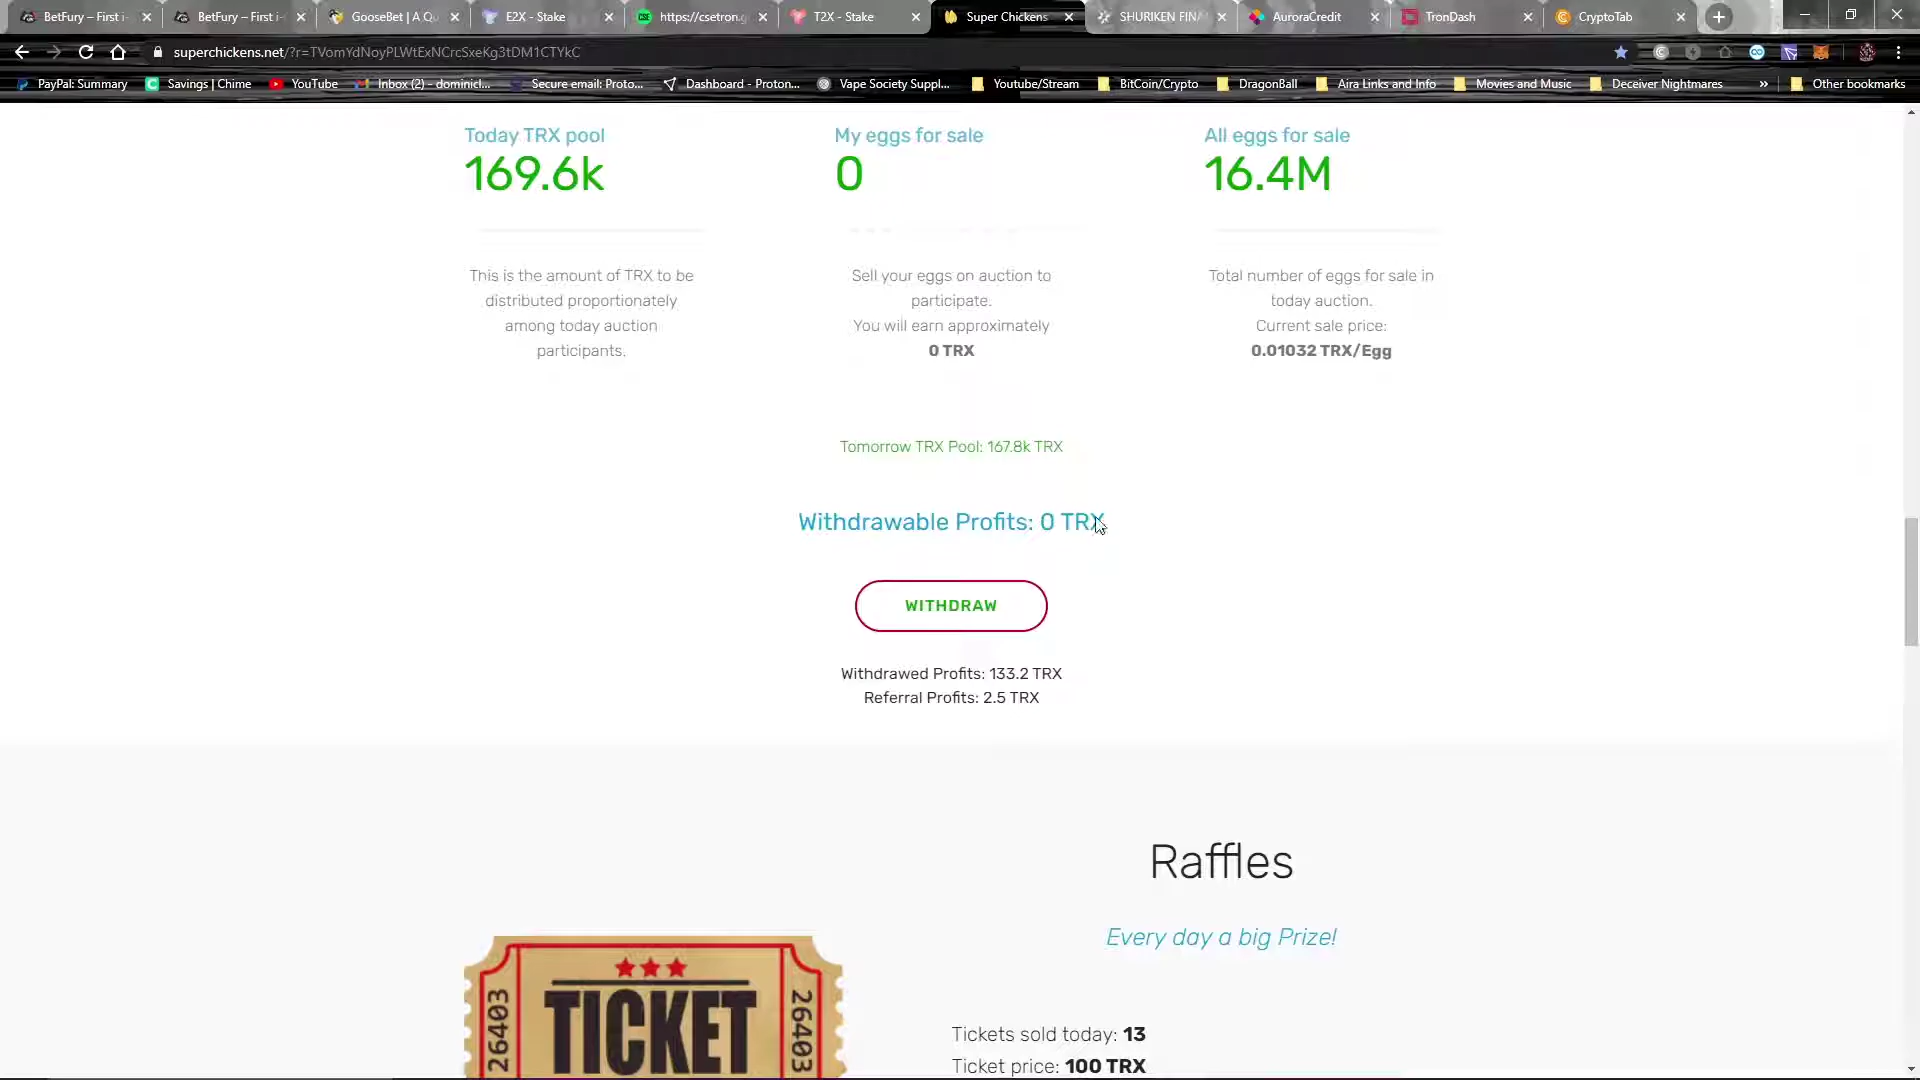 BetFury – First i-
BetFury – First i-
GooseBet | A Qu
E2X - Stake
https://csetron.g
T2X - Stake
Super Chickens
SHURIKEN FINA
AuroraCredit
TronDash
CryptoTab
superchickens.net/?r=TVomYdNoyPLWtExNCrcSxeKg3tDM1CTYkC
PayPal: Summary
Savings | Chime
YouTube
Inbox (2) - dominicl...
Secure email: Proto...
Dashboard - Proton...
Vape Society Suppl...
Youtube/Stream
BitCoin/Crypto
DragonBall
Aira Links and Info
Movies and Music
Deceiver Nightmares
»
Other bookmarks
Today TRX pool
169.6k
This is the amount of TRX to be
distributed proportionately
among today auction
participants.
My eggs for sale
0
Sell your eggs on auction to
participate.
You will earn approximately
0 TRX
All eggs for sale
16.4M
Total number of eggs for sale in
today auction.
Current sale price:
0.01032 TRX/Egg
Tomorrow TRX Pool: 167.8k TRX
Withdrawable Profits: 0 TRX
WITHDRAW
Withdrawed Profits: 133.2 TRX
Referral Profits: 2.5 TRX
Raffles
Every day a big Prize!
26403
TICKET
26403
Tickets sold today: 13
Ticket price: 100 TRX